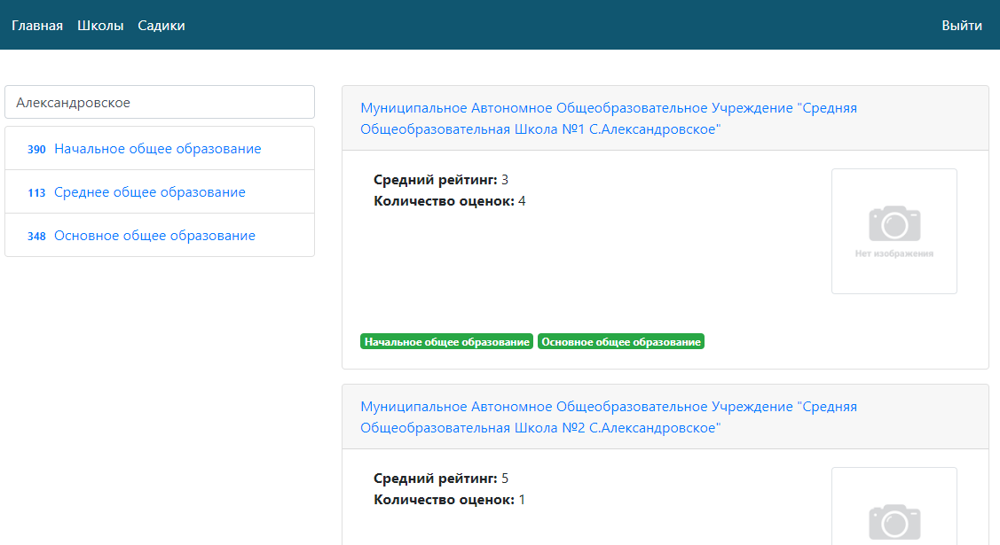 Главная Школы Садики Выйти
Александровское
390 Начальное общее образование
113 Среднее общее образование
348 Основное общее образование
Муниципальное Автономное Общеобразовательное Учреждение "Средняя
Общеобразовательная Школа №1 С.Александровское"
Средний рейтинг: 3
Количество оценок: 4
Нет изображения
Начальное общее образование Основное общее образование
Муниципальное Автономное Общеобразовательное Учреждение "Средняя
Общеобразовательная Школа №2 С.Александровское"
Средний рейтинг: 5
Количество оценок: 1